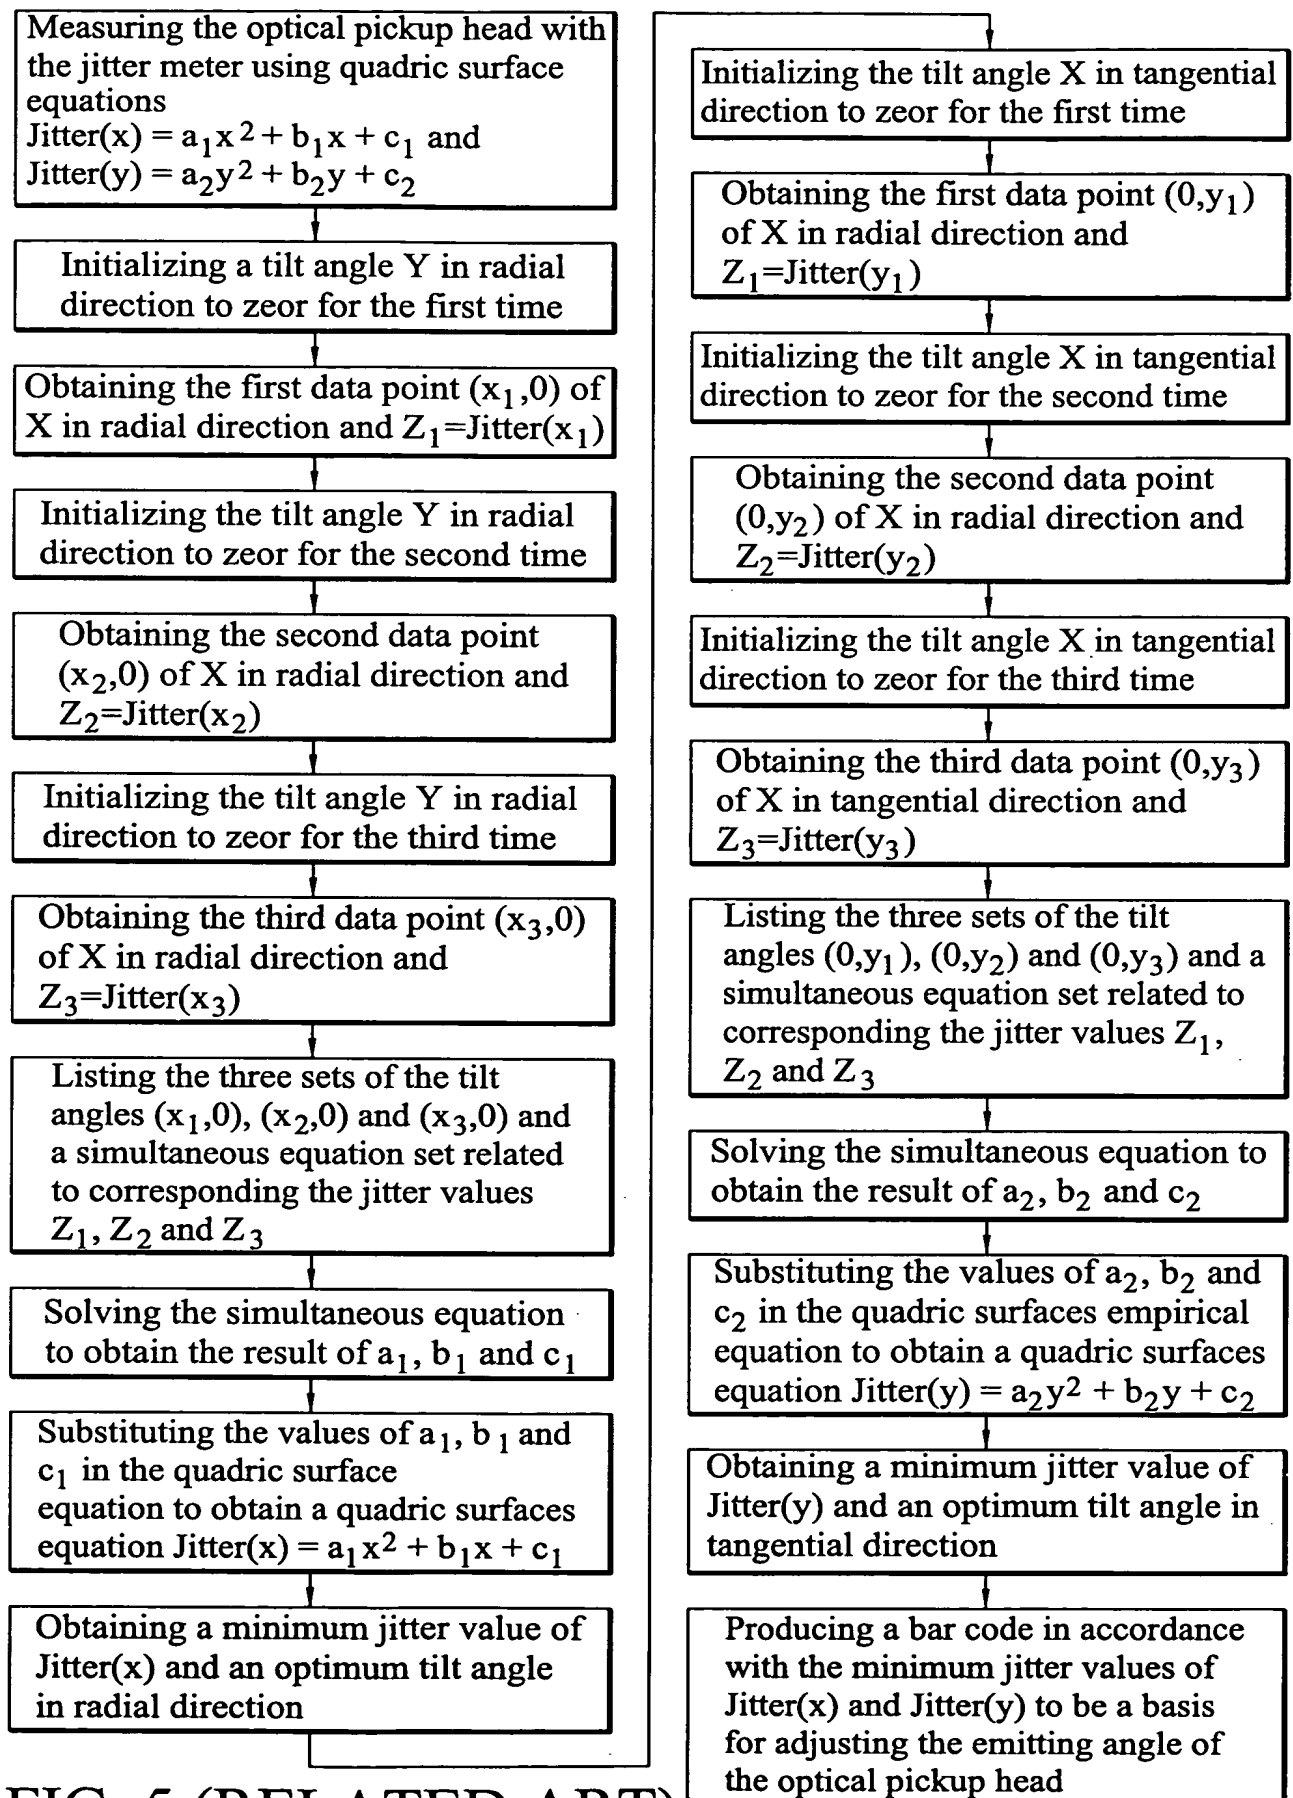 Measuring the optical pickup head with
the jitter meter using quadric surface
equations
Jitter(x) = a₁x² + b₁x + c₁ and
Jitter(y) = a₂y² + b₂y + c₂
Initializing a tilt angle Y in radial
direction to zeor for the first time
Obtaining the first data point (x₁,0) of
X in radial direction and Z₁=Jitter(x₁)
Initializing the tilt angle Y in radial
direction to zeor for the second time
Obtaining the second data point
(x₂,0) of X in radial direction and
Z₂=Jitter(x₂)
Initializing the tilt angle Y in radial
direction to zeor for the third time
Obtaining the third data point (x₃,0)
of X in radial direction and
Z₃=Jitter(x₃)
Listing the three sets of the tilt
angles (x₁,0), (x₂,0) and (x₃,0) and
a simultaneous equation set related
to corresponding the jitter values
Z₁, Z₂ and Z₃
Solving the simultaneous equation
to obtain the result of a₁, b₁ and c₁
Substituting the values of a₁, b₁ and
c₁ in the quadric surface
equation to obtain a quadric surfaces
equation Jitter(x) = a₁x² + b₁x + c₁
Obtaining a minimum jitter value of
Jitter(x) and an optimum tilt angle
in radial direction
Initializing the tilt angle X in tangential
direction to zeor for the first time
Obtaining the first data point (0,y₁)
of X in radial direction and
Z₁=Jitter(y₁)
Initializing the tilt angle X in tangential
direction to zeor for the second time
Obtaining the second data point
(0,y₂) of X in radial direction and
Z₂=Jitter(y₂)
Initializing the tilt angle X in tangential
direction to zeor for the third time
Obtaining the third data point (0,y₃)
of X in tangential direction and
Z₃=Jitter(y₃)
Listing the three sets of the tilt
angles (0,y₁), (0,y₂) and (0,y₃) and a
simultaneous equation set related to
corresponding the jitter values Z₁,
Z₂ and Z₃
Solving the simultaneous equation to
obtain the result of a₂, b₂ and c₂
Substituting the values of a₂, b₂ and
c₂ in the quadric surfaces empirical
equation to obtain a quadric surfaces
equation Jitter(y) = a₂y² + b₂y + c₂
Obtaining a minimum jitter value of
Jitter(y) and an optimum tilt angle in
tangential direction
Producing a bar code in accordance
with the minimum jitter values of
Jitter(x) and Jitter(y) to be a basis
for adjusting the emitting angle of
the optical pickup head
FIG. 5 (RELATED ART)